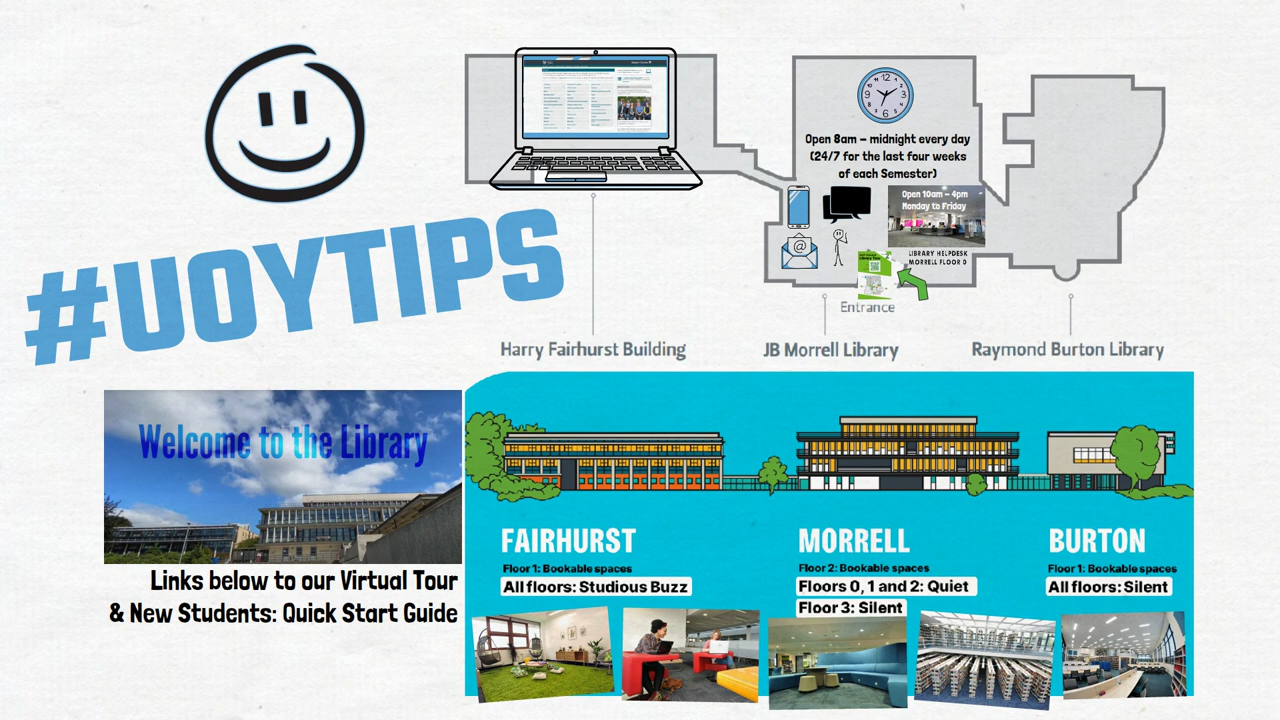 #UOYTIPS
Open 8am – midnight every day
(24/7 for the last four weeks
of each Semester)
Open 10am – 4pm
Monday to Friday
LIBRARY HELPDESK
MORRELL FLOOR 0
Entrance
Harry Fairhurst Building
JB Morrell Library
Raymond Burton Library
Welcome to the Library
Links below to our Virtual Tour
& New Students: Quick Start Guide
FAIRHURST
Floor 1: Bookable spaces
All floors: Studious Buzz
MORRELL
Floor 2: Bookable spaces
Floors 0, 1 and 2: Quiet
Floor 3: Silent
BURTON
Floor 1: Bookable spaces
All floors: Silent